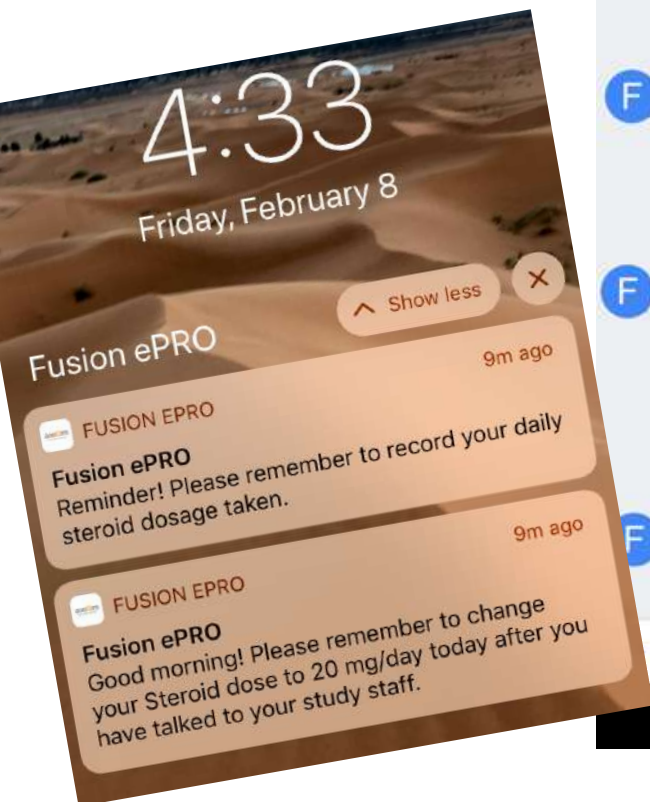 4:33
Friday, February 8
Fusion ePRO
Show less
FUSION EPRO
9m ago
Fusion ePRO
Reminder! Please remember to record your daily
steroid dosage taken.
FUSION EPRO
9m ago
Fusion ePRO
Good morning! Please remember to change
your Steroid dose to 20 mg/day today after you
have talked to your study staff.
F
F
F